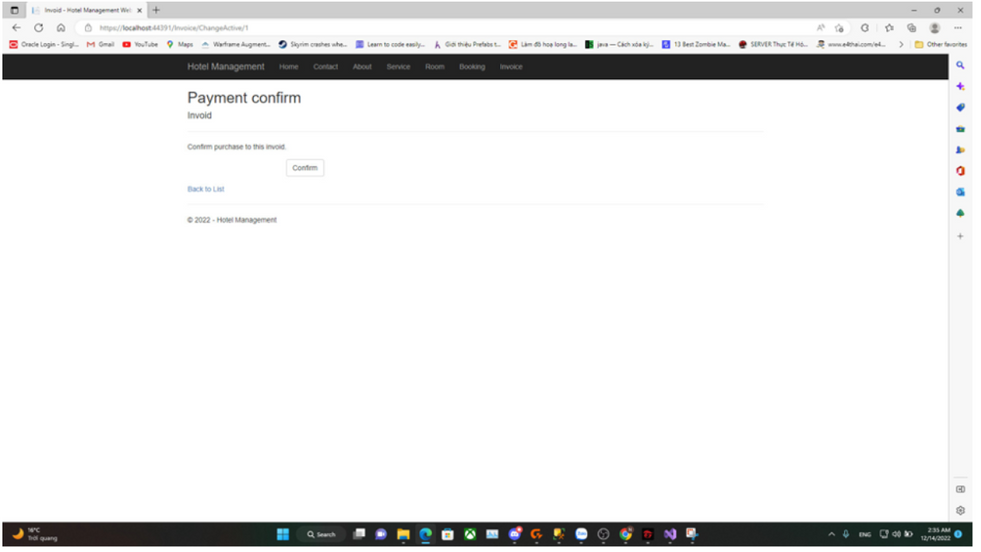 Invoid - Hotel Management Wel
https://localhost:44391/Invoice/ChangeActive/1
Oracle Login - Singl... Gmail YouTube Maps Warframe Augment... Skyrim crashes whe... Learn to code easily... Giới thiệu Prefabs t... Làm đồ họa long la... java — Cách xóa ký... 13 Best Zombie Ma... SERVER Thực Tế Hó... www.e4thai.com/e4... Other favorites
Hotel Management Home Contact About Service Room Booking Invoice
Payment confirm
Invoid
Confirm purchase to this invoid.
Confirm
Back to List
© 2022 - Hotel Management
16°C
Trời quang
Search
ENG
2:35 AM
12/14/2022